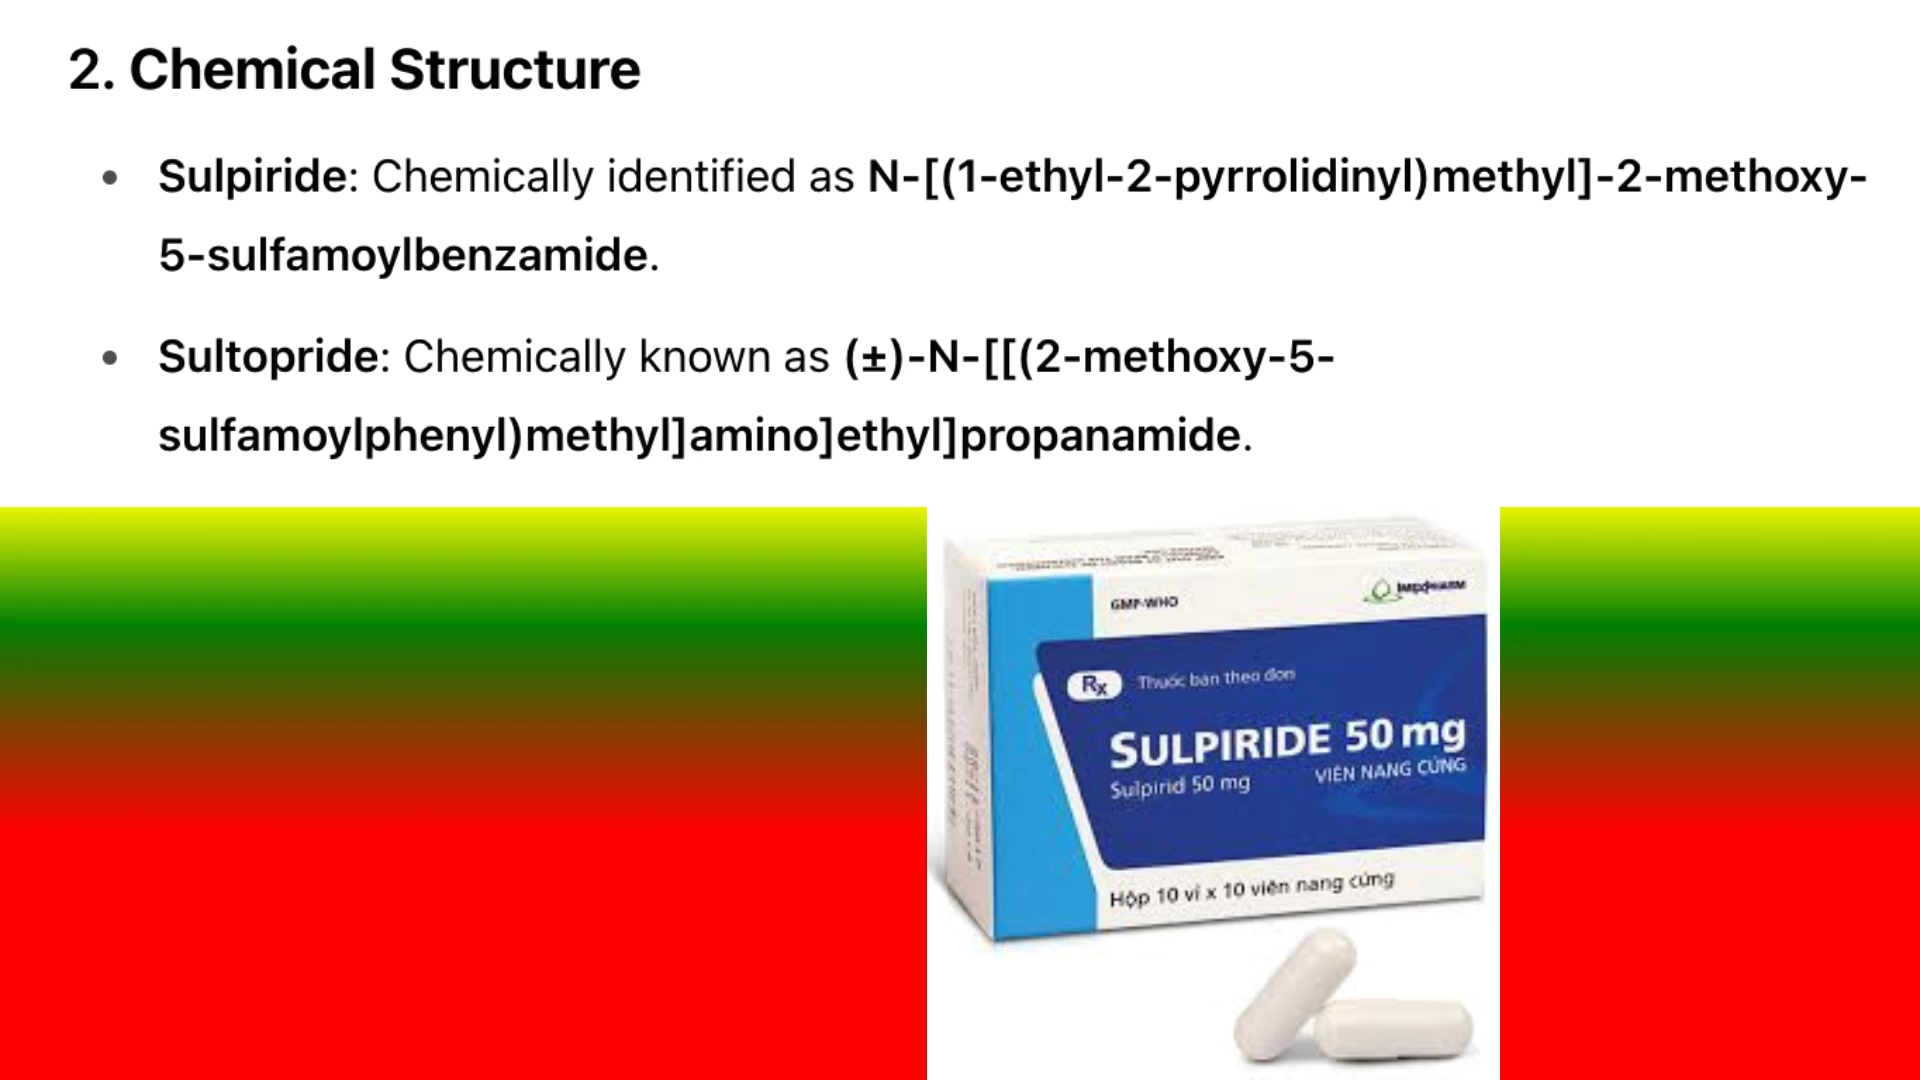 2. Chemical Structure
• Sulpiride: Chemically identified as N-[(1-ethyl-2-pyrrolidinyl)methyl]-2-methoxy-
5-sulfamoylbenzamide.
• Sultopride: Chemically known as (±)-N-[[(2-methoxy-5-
sulfamoylphenyl)methyl]amino]ethyl]propanamide.
GMP-WHO
IMEXPHARM
Rx Thuốc bán theo đơn
SULPIRIDE 50 mg
Sulpirid 50 mg VIÊN NANG CỨNG
Hộp 10 vỉ x 10 viên nang cứng